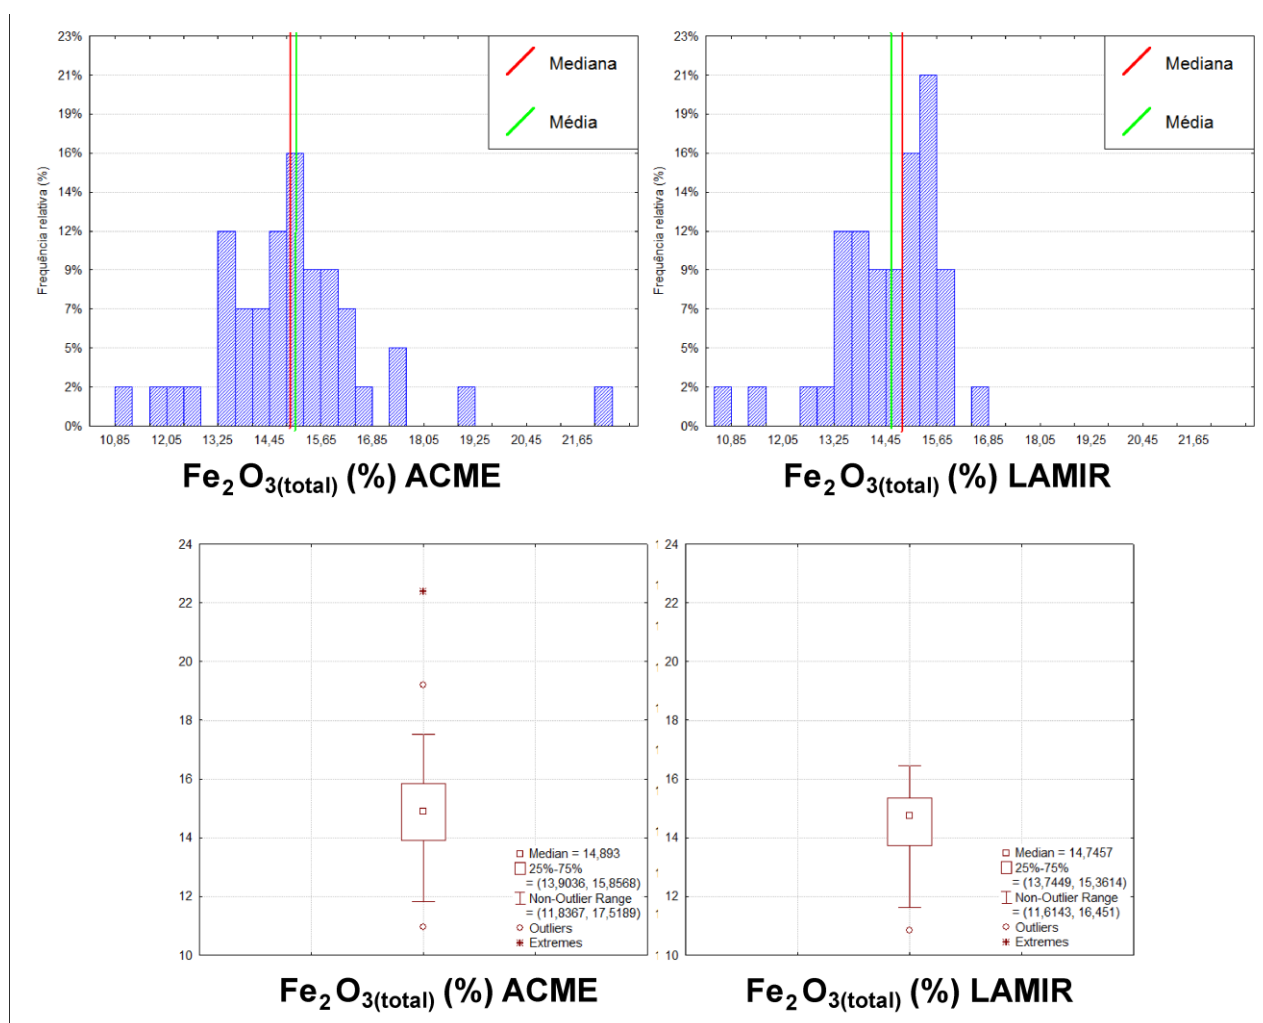 23%
21%
19%
16%
14%
12%
9%
7%
5%
2%
0%
Frequência relativa (%)
Mediana
Média
10,85 12,05 13,25 14,45 15,65 16,85 18,05 19,25 20,45 21,65
Fe2O3(total) (%) ACME
23%
21%
19%
16%
14%
12%
9%
7%
5%
2%
0%
Frequência relativa (%)
Mediana
Média
10,85 12,05 13,25 14,45 15,65 16,85 18,05 19,25 20,45 21,65
Fe2O3(total) (%) LAMIR
24
22
20
18
16
14
12
10
Median = 14,893
25%-75%
= (13,9036, 15,8568)
Non-Outlier Range
= (11,8367, 17,5189)
Outliers
Extremes
Fe2O3(total) (%) ACME
24
22
20
18
16
14
12
10
Median = 14,7457
25%-75%
= (13,7449, 15,3614)
Non-Outlier Range
= (11,6143, 16,451)
Outliers
Extremes
Fe2O3(total) (%) LAMIR